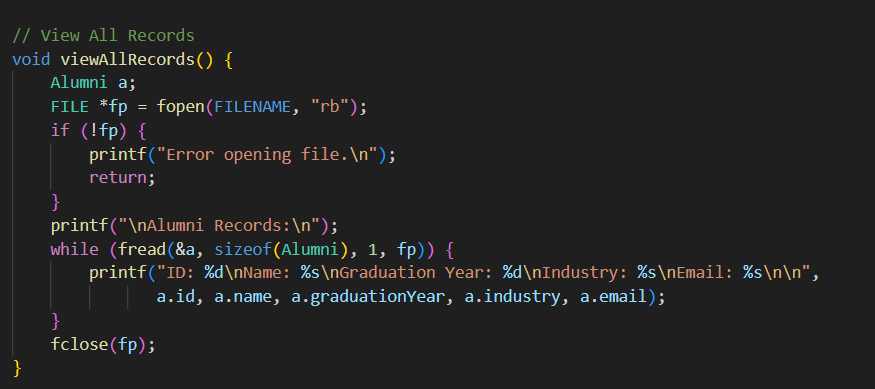 // View All Records
void viewAllRecords() {
    Alumni a;
    FILE *fp = fopen(FILENAME, "rb");
    if (!fp) {
        printf("Error opening file.\n");
        return;
    }
    printf("\nAlumni Records:\n");
    while (fread(&a, sizeof(Alumni), 1, fp)) {
        printf("ID: %d\nName: %s\nGraduation Year: %d\nIndustry: %s\nEmail: %s\n\n",
               a.id, a.name, a.graduationYear, a.industry, a.email);
    }
    fclose(fp);
}